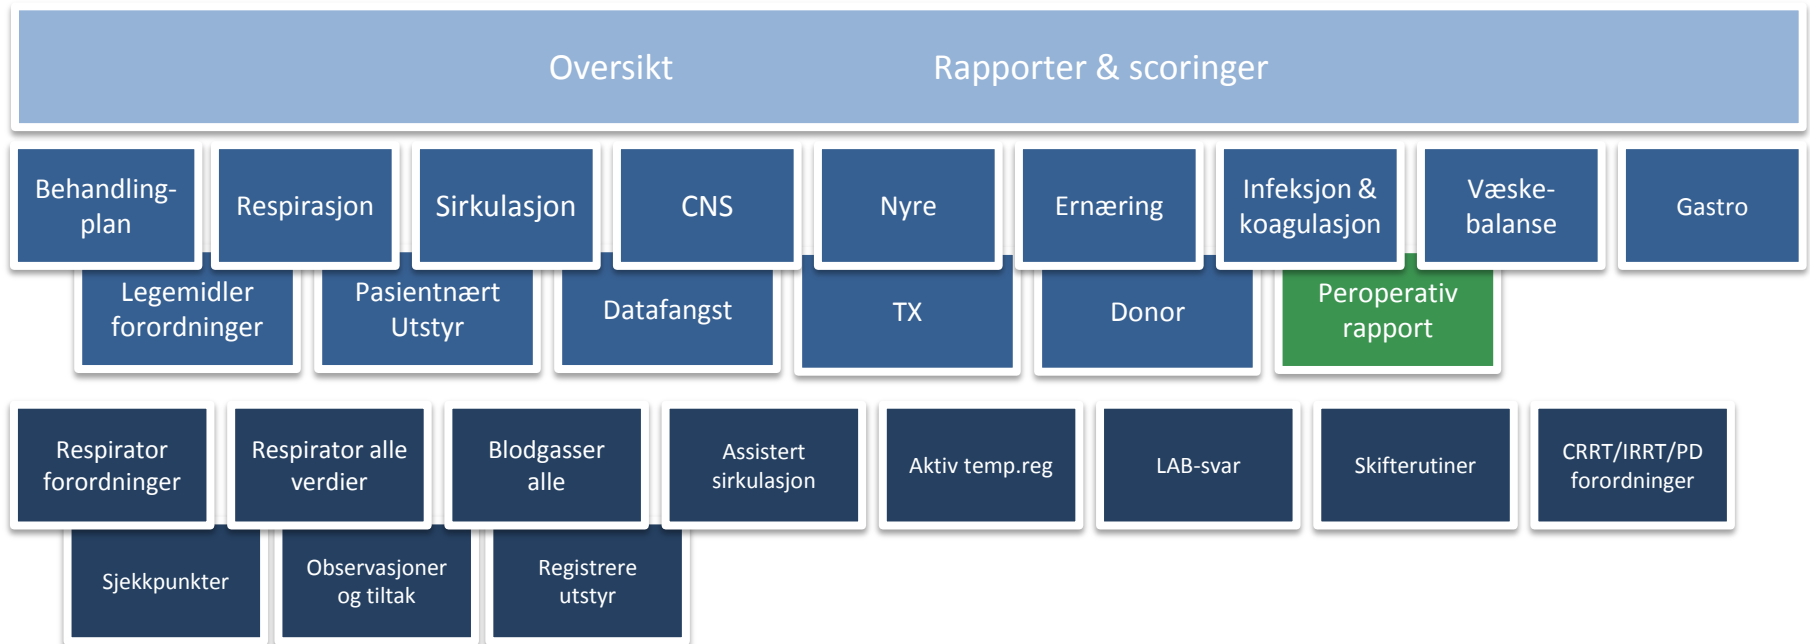 Oversikt Rapporter & scoringer
Behandling-
plan
Respirasjon
Sirkulasjon
CNS
Nyre
Ernæring
Infeksjon &
koagulasjon
Væske-
balanse
Gastro
Legemidler
forordninger
Pasientnært
Utstyr
Datafangst
TX
Donor
Peroperativ
rapport
Respirator
forordninger
Respirator alle
verdier
Blodgasser
alle
Assistert
sirkulasjon
Aktiv temp.reg
LAB-svar
Skifterutiner
CRRT/IRRT/PD
forordninger
Sjekkpunkter
Observasjoner
og tiltak
Registrere
utstyr